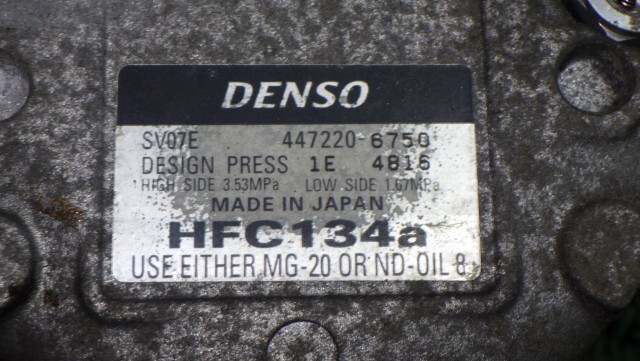 DENSO
SV07E 447220-6750
DESIGN PRESS 1E 4816
HIGH SIDE 3.53MPa LOW SIDE 1.67MPa
MADE IN JAPAN
HFC134a
USE EITHER MG-20 OR ND-OIL 8